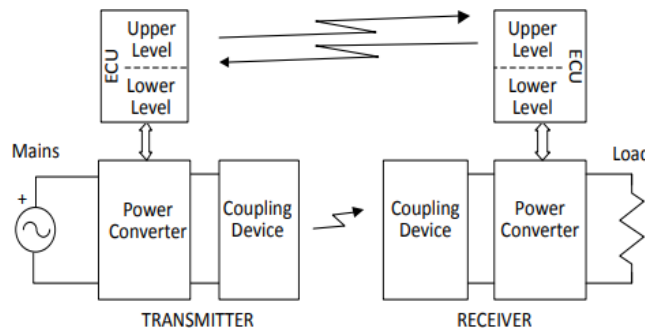 Upper
Level
ECU
Lower
Level
Upper
Level
ECU
Lower
Level
Mains
+
Power
Converter
Coupling
Device
Coupling
Device
Power
Converter
Load
TRANSMITTER
RECEIVER